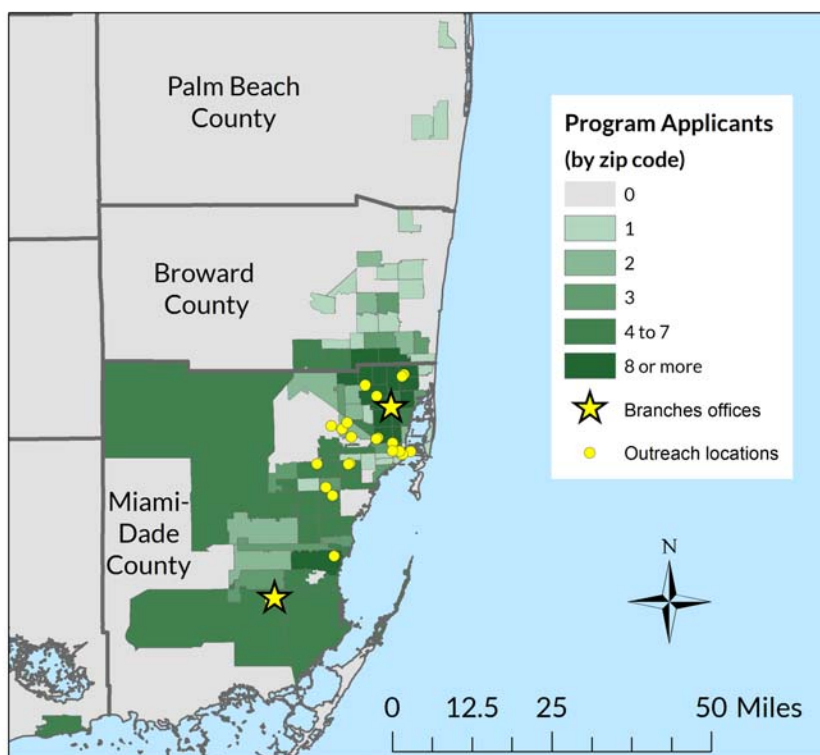 Palm Beach
County
Broward
County
Miami-
Dade
County
Program Applicants
(by zip code)
0
1
2
3
4 to 7
8 or more
Branches offices
Outreach locations
N
0 12.5 25 50 Miles